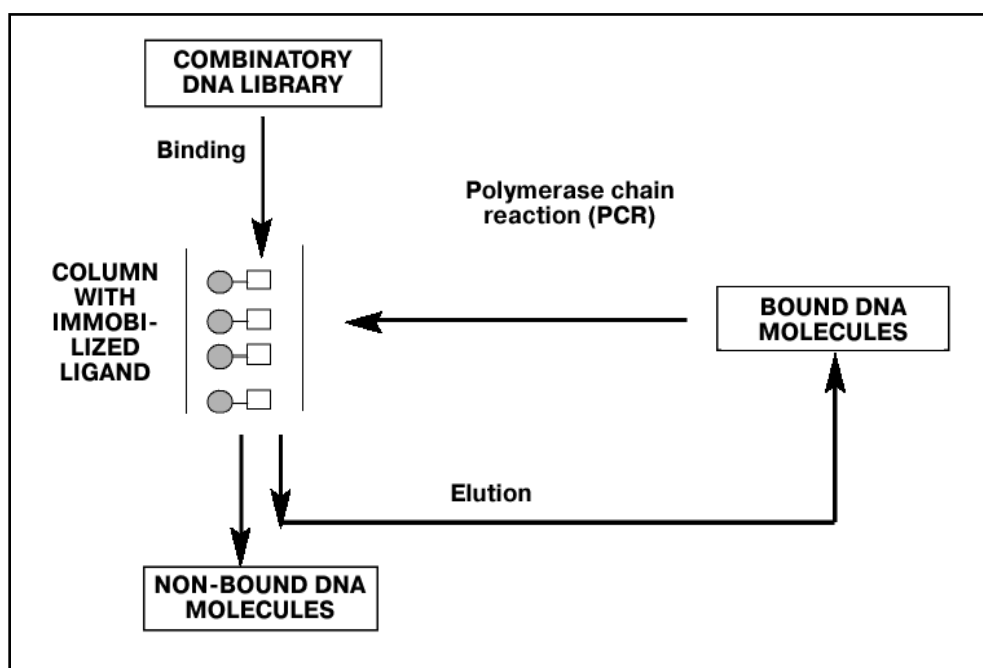 COMBINATORY
DNA LIBRARY
Binding
Polymerase chain
reaction (PCR)
COLUMN
WITH
IMMOBI-
LIZED
LIGAND
BOUND DNA
MOLECULES
Elution
NON-BOUND DNA
MOLECULES